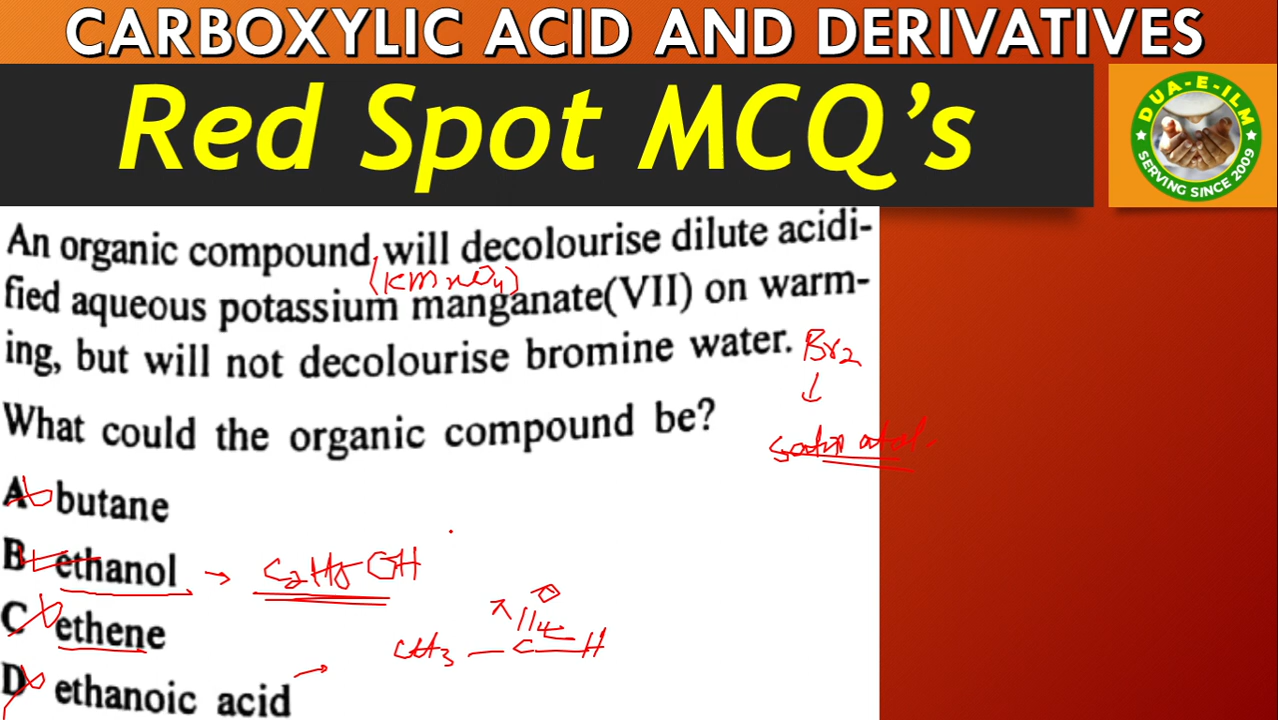 CARBOXYLIC ACID AND DERIVATIVES
Red Spot MCQ's
DUA-E-ILM
SERVING SINCE 2009
An organic compound will decolourise dilute acidi-
(KMnO4)
fied aqueous potassium manganate(VII) on warm-
ing, but will not decolourise bromine water. Br2
What could the organic compound be?
A butane
B ethanol → C2H5OH
C ethene
CH3 — C — H
D ethanoic acid